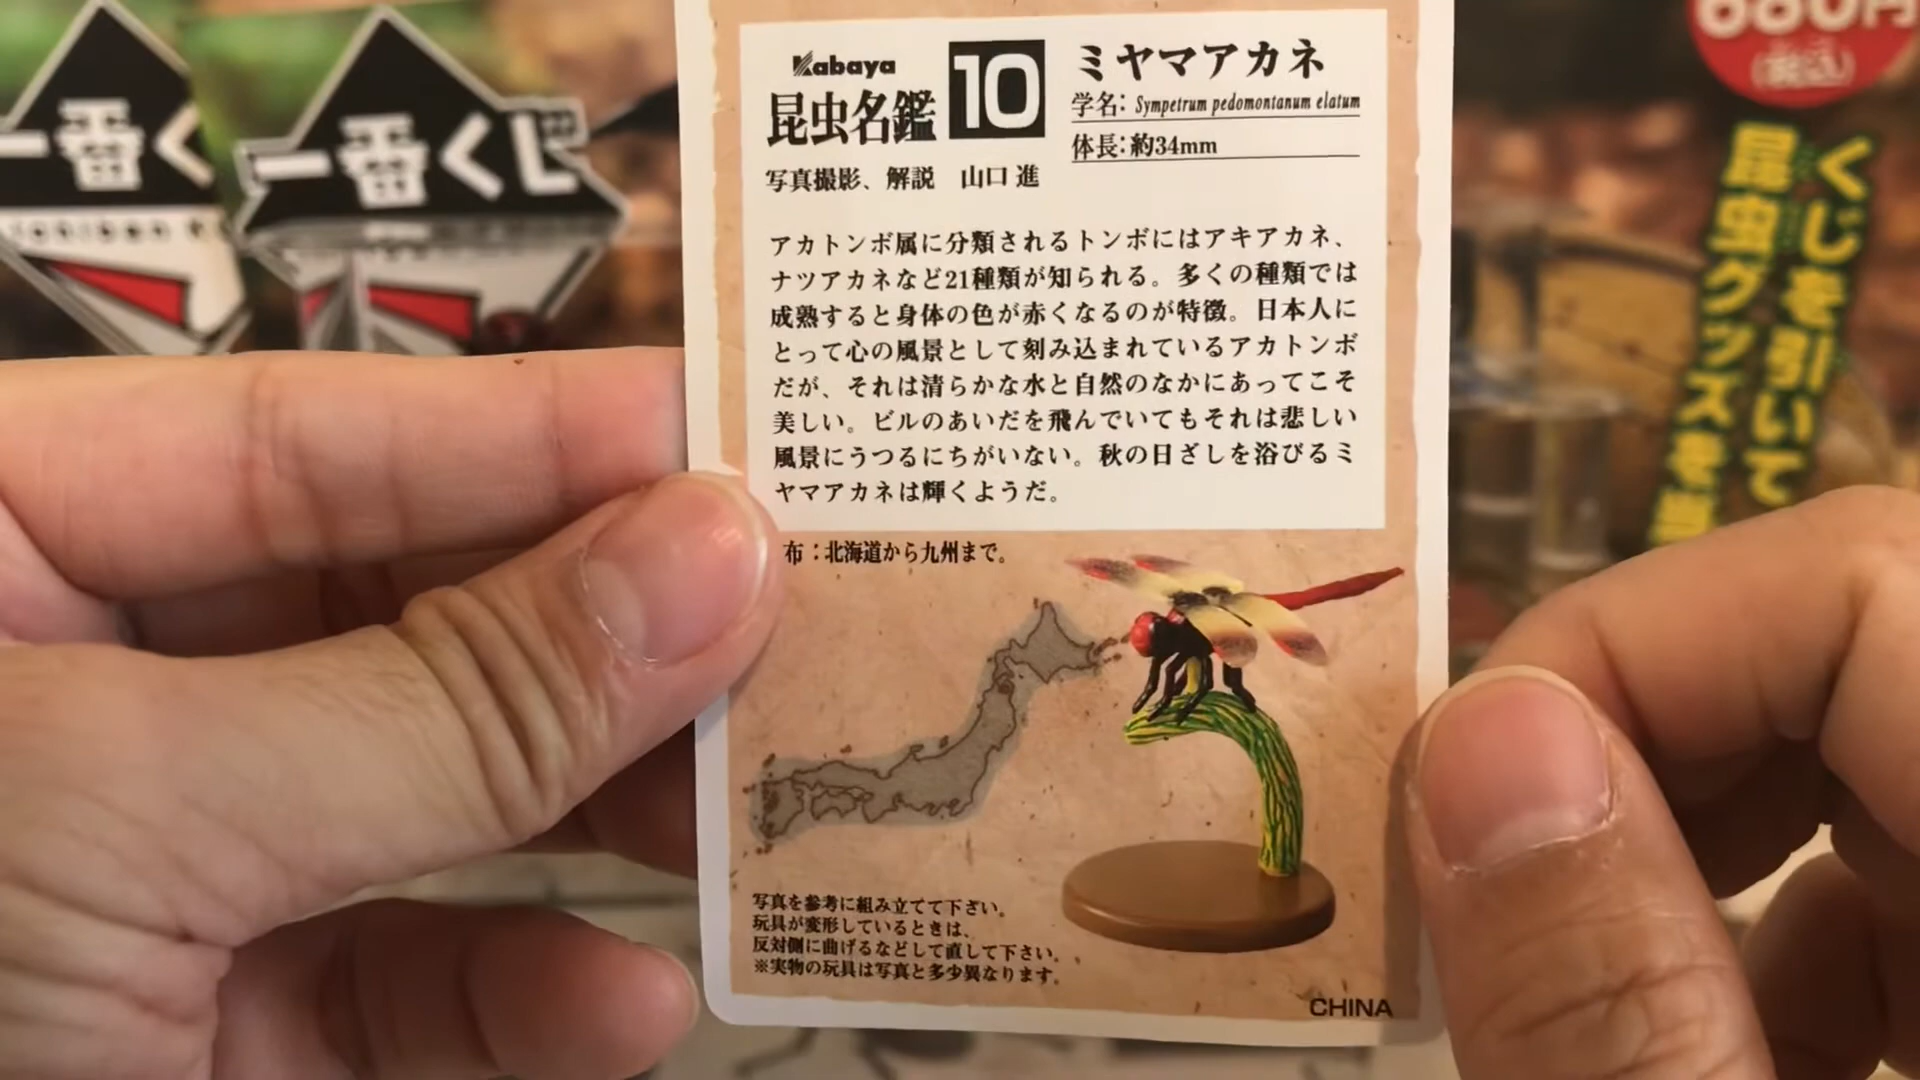 一番く
一番くじ
Kabaya
昆虫名鑑
10
ミヤマアカネ
学名：Sympetrum pedomontanum elatum
体長：約34mm
写真撮影、解説　山口 進
アカトンボ属に分類されるトンボにはアキアカネ、
ナツアカネなど21種類が知られる。多くの種類では
成熟すると身体の色が赤くなるのが特徴。日本人に
とって心の風景として刻み込まれているアカトンボ
だが、それは清らかな水と自然のなかにあってこそ
美しい。ビルのあいだを飛んでいてもそれは悲しい
風景にうつるにちがいない。秋の日ざしを浴びるミ
ヤマアカネは輝くようだ。
布：北海道から九州まで。
写真を参考に組み立てて下さい。
玩具が変形しているときは、
反対側に曲げるなどして直して下さい。
※実物の玩具は写真と多少異なります。
CHINA
680円
(税込)
くじを引いて
昆虫グッズを当